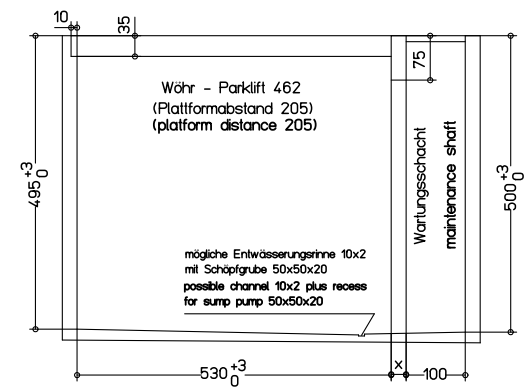 10
35
75
Wöhr - Parklift 462
(Plattformabstand 205)
(platform distance 205)
495 +3 0
500 +3 0
Wartungsschacht
maintenance shaft
mögliche Entwässerungsrinne 10x2
mit Schöpfgrube 50x50x20
possible channel 10x2 plus recess
for sump pump 50x50x20
530 +3 0
x
100